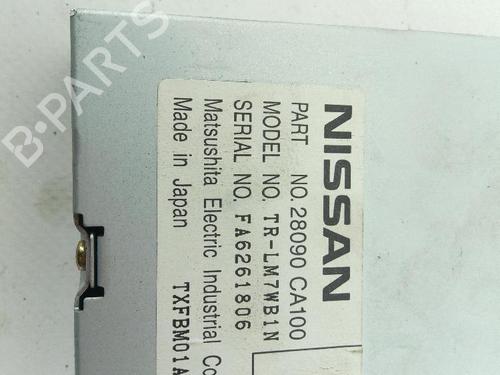 NISSAN
PART NO. 28090 CA100
MODEL NO. TR-LM7WB1N
SERIAL NO. FA6261806
Matsushita Electric Industrial Co
Made in Japan
TXFBM01A
B-PARTS